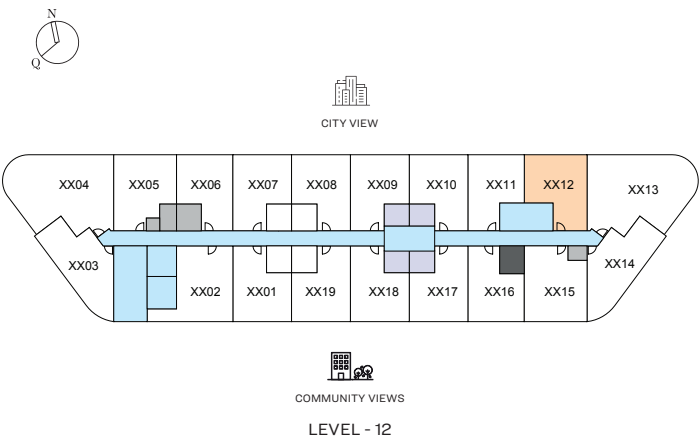 N
Q
CITY VIEW
XX04 XX05 XX06 XX07 XX08 XX09 XX10 XX11 XX12 XX13
XX03 XX14
XX02 XX01 XX19 XX18 XX17 XX16 XX15
COMMUNITY VIEWS
LEVEL - 12